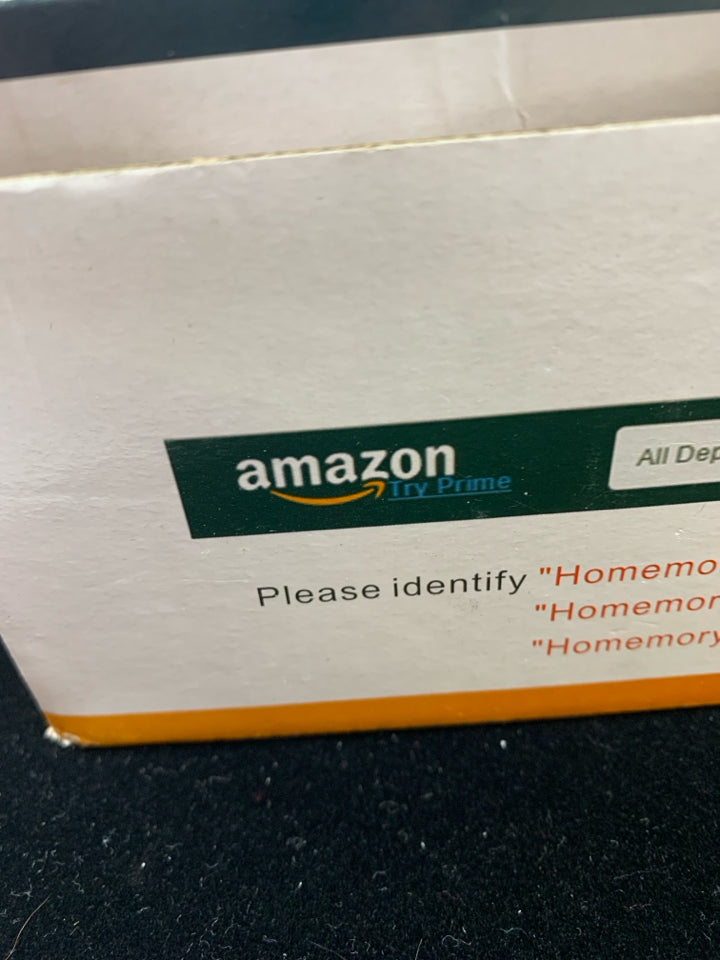 amazon
Try Prime
All Dep
Please identify "Homemo
"Homemor
"Homemory